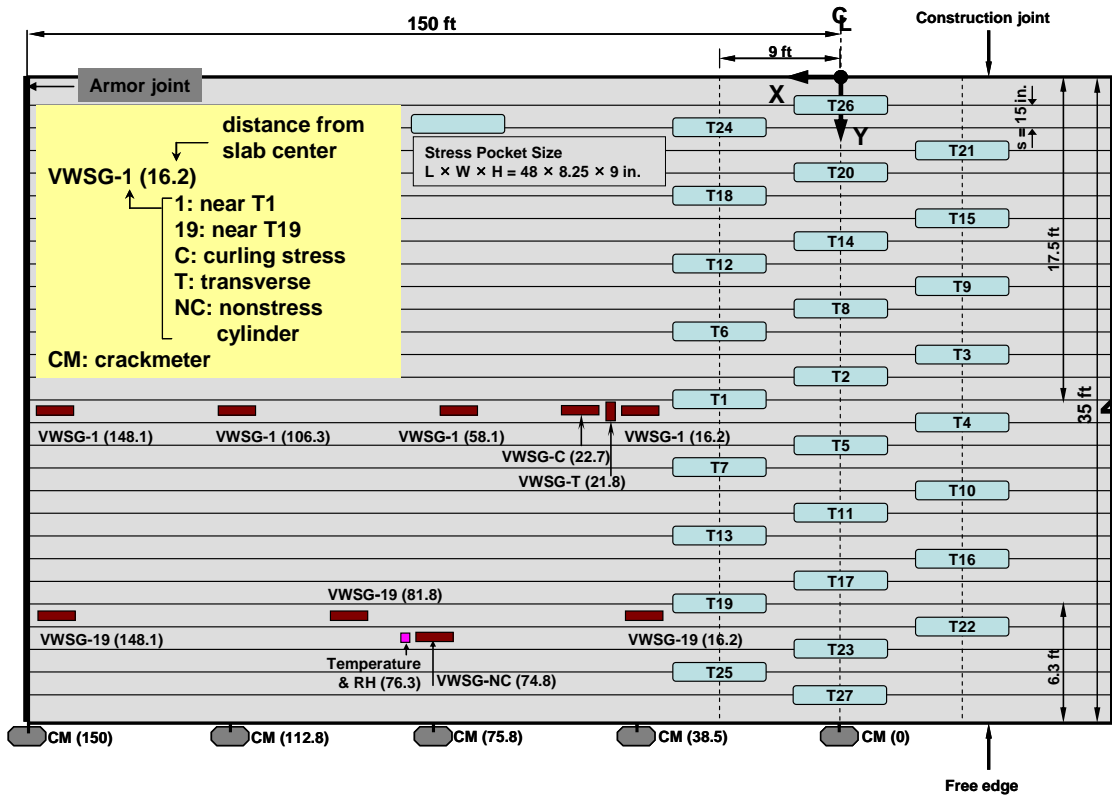 150 ft
CL
Construction joint
9 ft
Armor joint
X
Y
s = 15 in.
distance from
slab center
VWSG-1 (16.2)
1: near T1
19: near T19
C: curling stress
T: transverse
NC: nonstress
cylinder
CM: crackmeter
Stress Pocket Size
L × W × H = 48 × 8.25 × 9 in.
T26
T24
T21
T20
T18
T15
T14
T12
T9
T8
T6
T3
T2
T1
T4
T5
T7
T10
T11
T13
T16
T17
T19
T22
T23
T25
T27
17.5 ft
35 ft
6.3 ft
VWSG-1 (148.1)
VWSG-1 (106.3)
VWSG-1 (58.1)
VWSG-1 (16.2)
VWSG-C (22.7)
VWSG-T (21.8)
VWSG-19 (81.8)
VWSG-19 (148.1)
VWSG-19 (16.2)
Temperature
& RH (76.3)
VWSG-NC (74.8)
CM (150)
CM (112.8)
CM (75.8)
CM (38.5)
CM (0)
Free edge